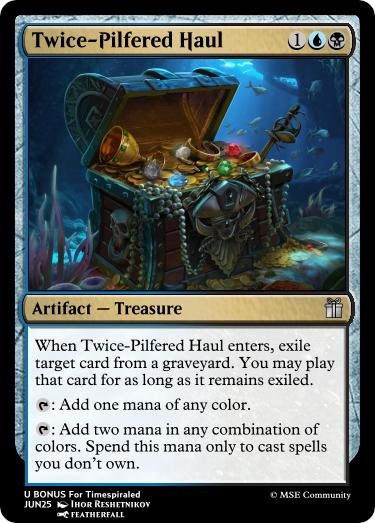 Twice-Pilfered Haul 1
Artifact — Treasure
When Twice-Pilfered Haul enters, exile
target card from a graveyard. You may play
that card for as long as it remains exiled.
: Add one mana of any color.
: Add two mana in any combination of
colors. Spend this mana only to cast spells
you don't own.
U BONUS For Timespiraled
JUN25 Ihor Reshetnikov © MSE Community
FEATHERFALL